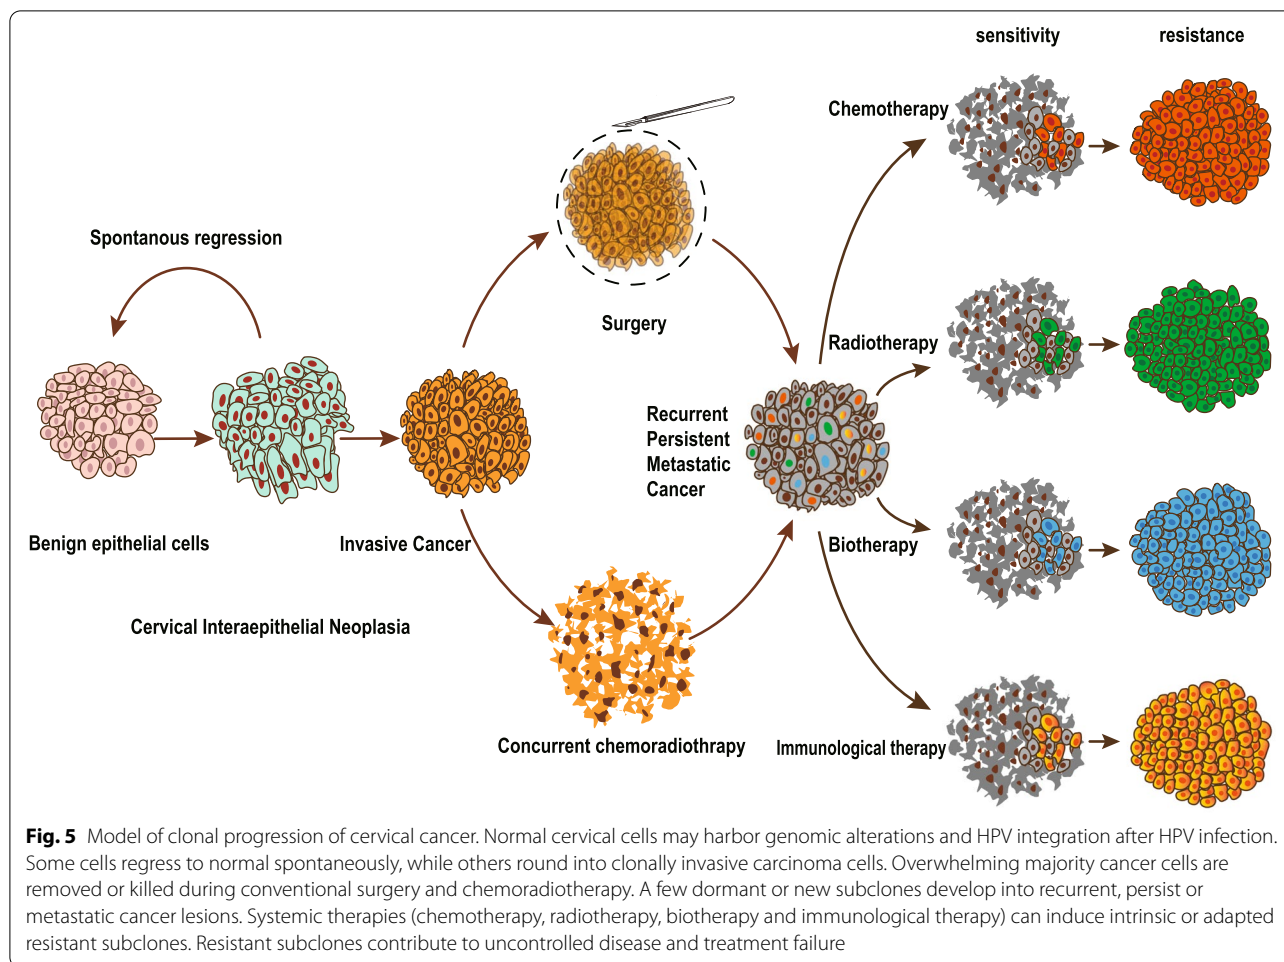 sensitivity
resistance
Chemotherapy
Spontanous regression
Surgery
Radiotherapy
Recurrent
Persistent
Metastatic
Cancer
Benign epithelial cells
Invasive Cancer
Biotherapy
Cervical Interaepithelial Neoplasia
Concurrent chemoradiothrapy
Immunological therapy
Fig. 5 Model of clonal progression of cervical cancer. Normal cervical cells may harbor genomic alterations and HPV integration after HPV infection.
Some cells regress to normal spontaneously, while others round into clonally invasive carcinoma cells. Overwhelming majority cancer cells are
removed or killed during conventional surgery and chemoradiotherapy. A few dormant or new subclones develop into recurrent, persist or
metastatic cancer lesions. Systemic therapies (chemotherapy, radiotherapy, biotherapy and immunological therapy) can induce intrinsic or adapted
resistant subclones. Resistant subclones contribute to uncontrolled disease and treatment failure